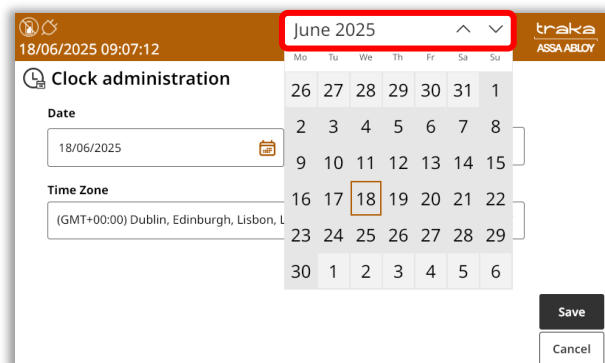 18/06/2025 09:07:12
traka
ASSA ABLOY
Clock administration
Date
18/06/2025
Time Zone
(GMT+00:00) Dublin, Edinburgh, Lisbon, L
June 2025
Mo Tu We Th Fr Sa Su
26 27 28 29 30 31 1
2 3 4 5 6 7 8
9 10 11 12 13 14 15
16 17 18 19 20 21 22
23 24 25 26 27 28 29
30 1 2 3 4 5 6
Save
Cancel